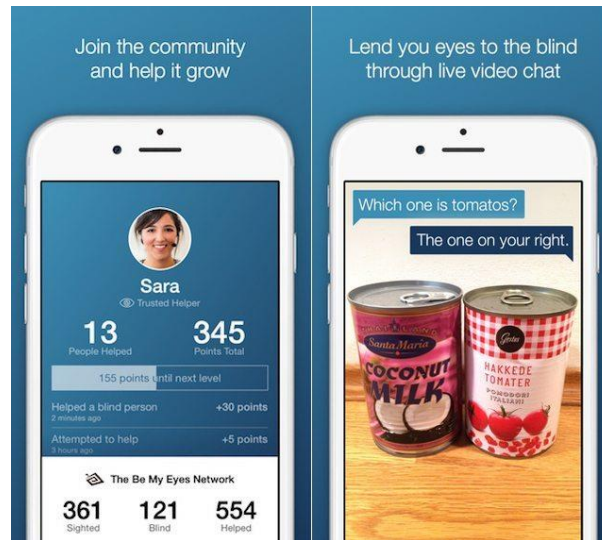 Join the community
and help it grow
Sara
Trusted Helper
13
People Helped
345
Points Total
155 points until next level
Helped a blind person
+30 points
2 minutes ago
Attempted to help
+5 points
3 hours ago
The Be My Eyes Network
361
Sighted
121
Blind
554
Helped
Lend you eyes to the blind
through live video chat
Which one is tomatos?
The one on your right.
Santa Maria
COCONUT
MILK
HAKKEDE
TOMATER
POMODORI
ITALIANI